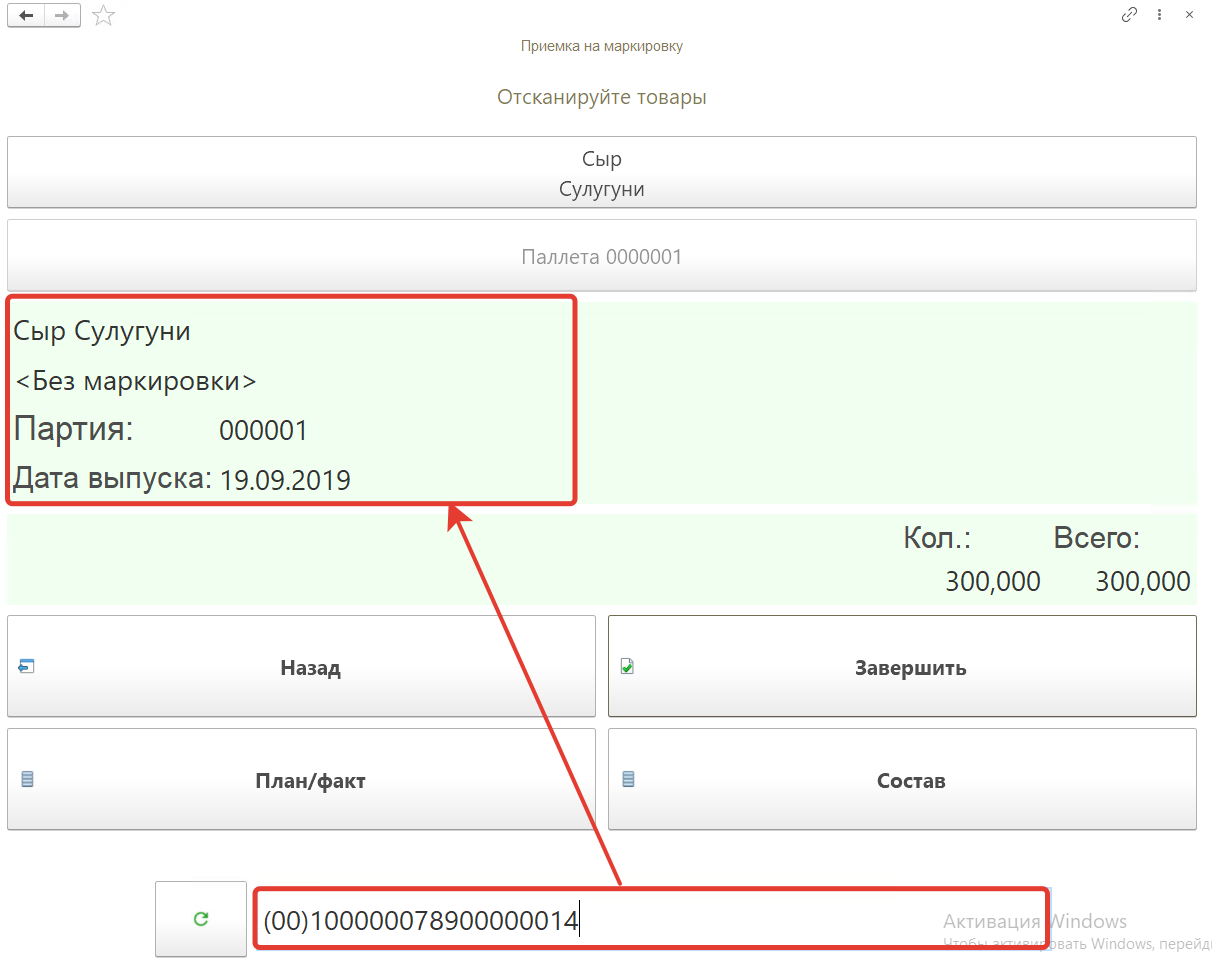 Приемка на маркировку
Отсканируйте товары
Сыр
Сулугуни
Паллета 0000001
Сыр Сулугуни
<Без маркировки>
Партия: 000001
Дата выпуска: 19.09.2019
Кол.: Всего:
300,000 300,000
Назад Завершить
План/факт Состав
(00)100000078900000014
Активация Windows
Чтобы активировать Windows, перейди